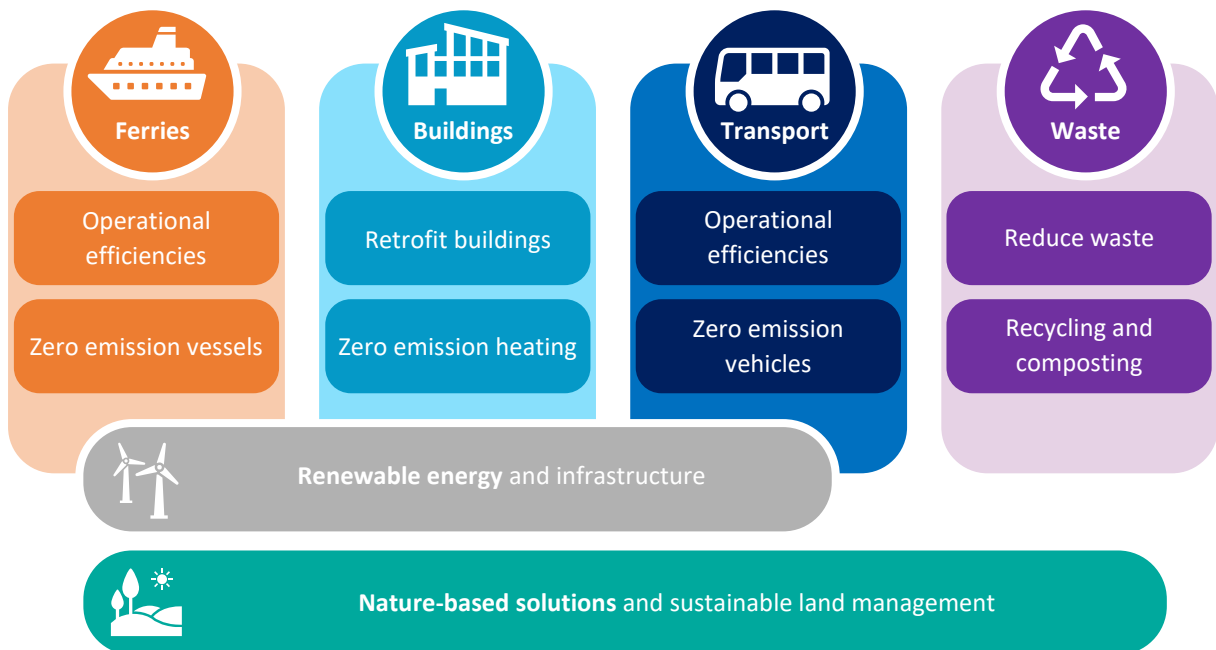 Ferries
Operational
efficiencies
Zero emission vessels
Buildings
Retrofit buildings
Zero emission heating
Transport
Operational
efficiencies
Zero emission
vehicles
Waste
Reduce waste
Recycling and
composting
Renewable energy and infrastructure
Nature-based solutions and sustainable land management